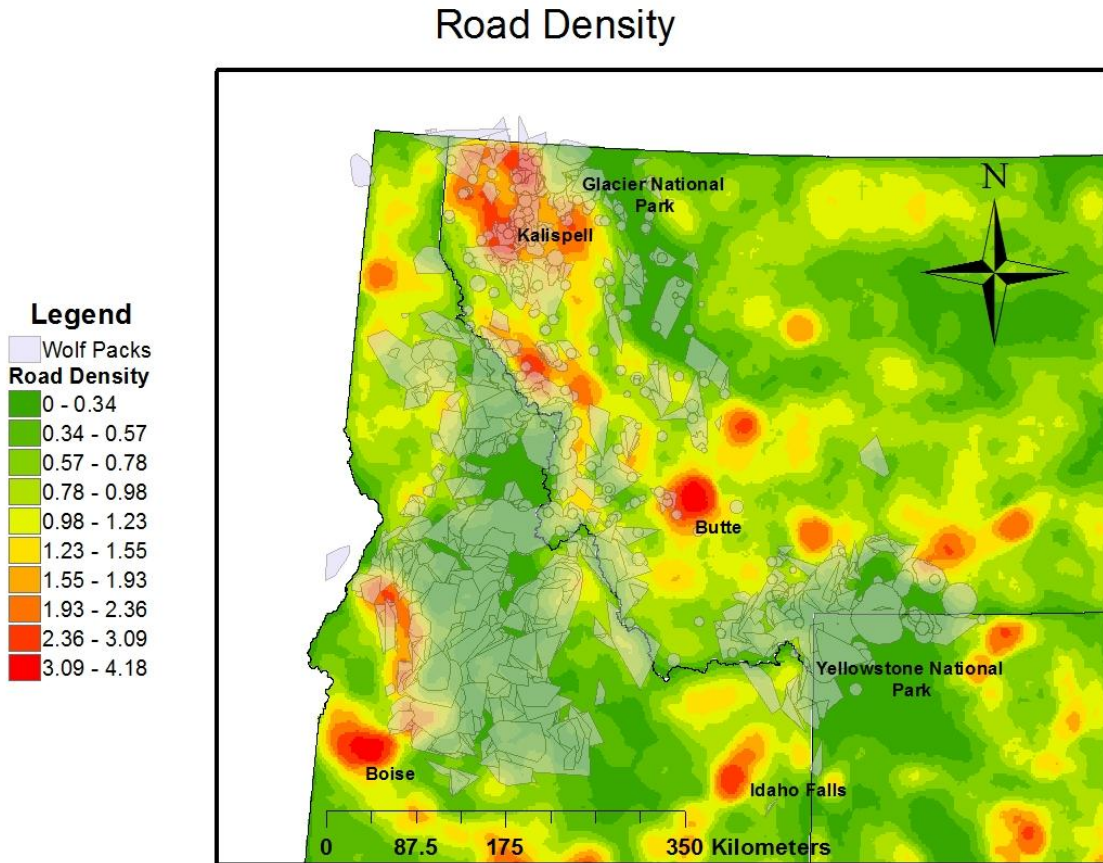 Road Density
Legend
Wolf Packs
Road Density
0 - 0.34
0.34 - 0.57
0.57 - 0.78
0.78 - 0.98
0.98 - 1.23
1.23 - 1.55
1.55 - 1.93
1.93 - 2.36
2.36 - 3.09
3.09 - 4.18
Glacier National
Park
N
Kalispell
Butte
Yellowstone National
Park
Boise
Idaho Falls
0 87.5 175 350 Kilometers